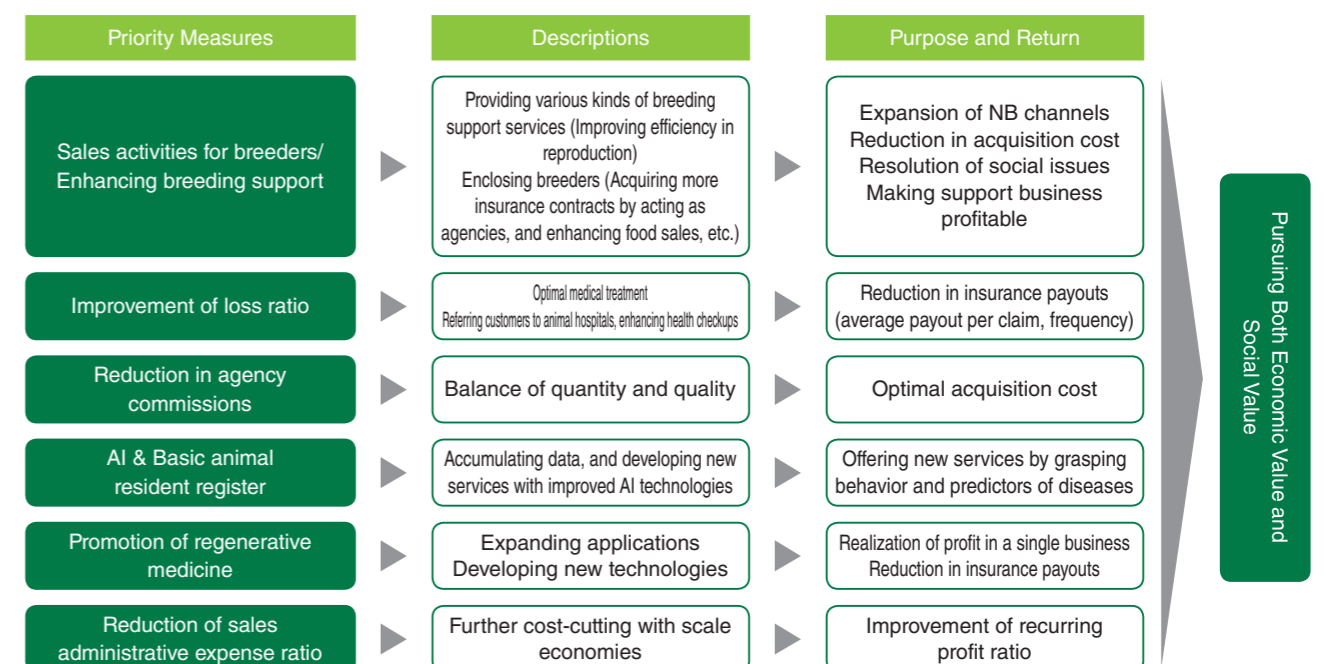 Priority Measures
Descriptions
Purpose and Return
Sales activities for breeders/
Enhancing breeding support
Providing various kinds of breeding
support services (Improving efficiency in
reproduction)
Enclosing breeders (Acquiring more
insurance contracts by acting as
agencies, and enhancing food sales, etc.)
Expansion of NB channels
Reduction in acquisition cost
Resolution of social issues
Making support business
profitable
Improvement of loss ratio
Optimal medical treatment
Referring customers to animal hospitals, enhancing health checkups
Reduction in insurance payouts
(average payout per claim, frequency)
Reduction in agency
commissions
Balance of quantity and quality
Optimal acquisition cost
AI & Basic animal
resident register
Accumulating data, and developing new
services with improved AI technologies
Offering new services by grasping
behavior and predictors of diseases
Promotion of regenerative
medicine
Expanding applications
Developing new technologies
Realization of profit in a single business
Reduction in insurance payouts
Reduction of sales
administrative expense ratio
Further cost-cutting with scale
economies
Improvement of recurring
profit ratio
Pursuing Both Economic Value and
Social Value